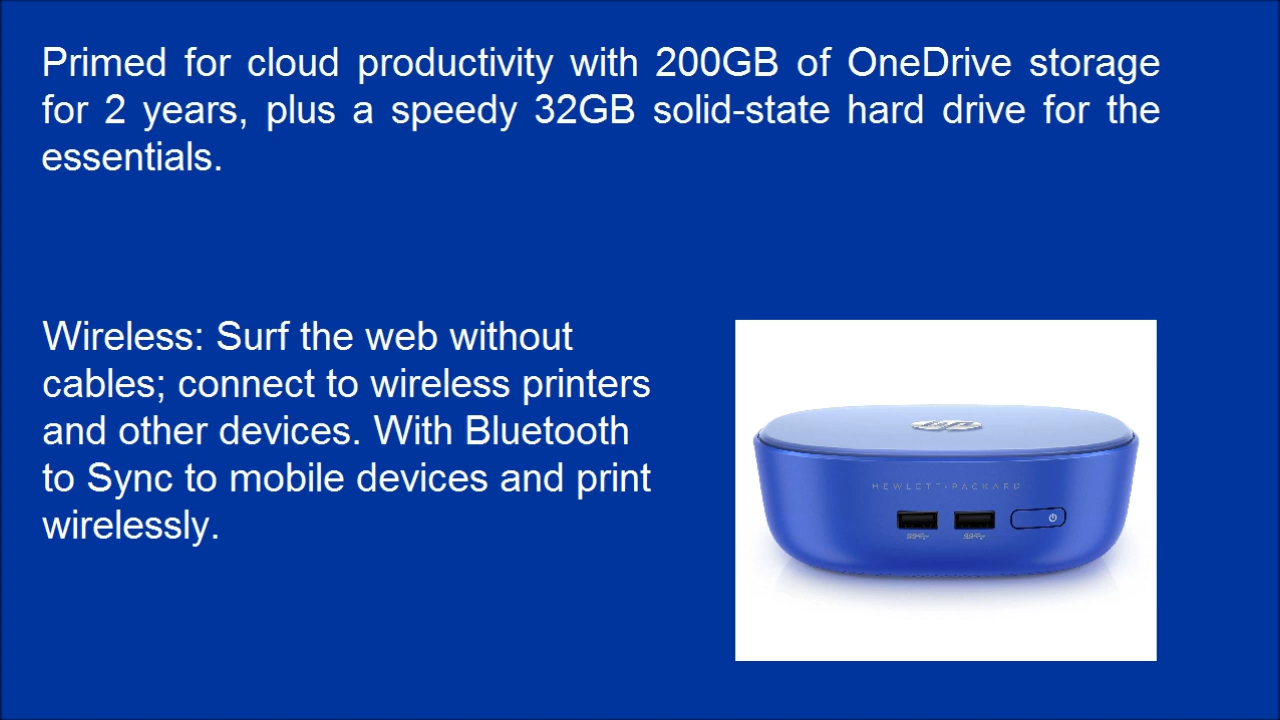 Primed for cloud productivity with 200GB of OneDrive storage
for 2 years, plus a speedy 32GB solid-state hard drive for the
essentials.
Wireless: Surf the web without
cables; connect to wireless printers
and other devices. With Bluetooth
to Sync to mobile devices and print
wirelessly.
hp
HEWLETT-PACKARD